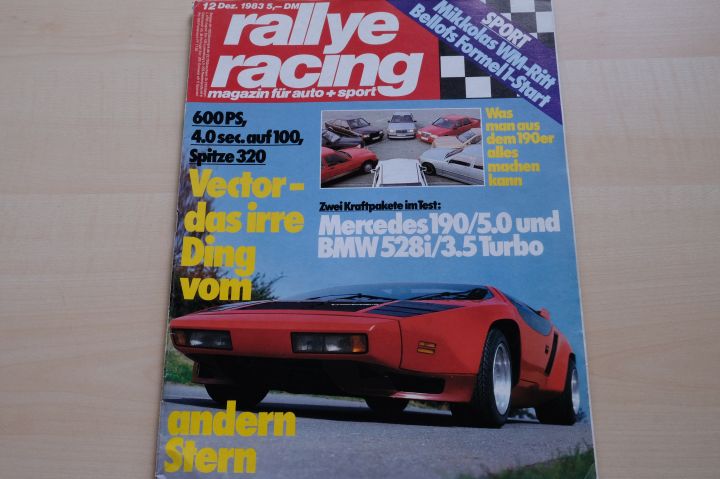 12 Dez. 1983 5,– DM
rallye
racing
magazin für auto + sport
SPORT
Mikkolas WM-Ritt
Bellofs Formel 1-Start
600 PS,
4.0 sec. auf 100,
Spitze 320
Vector –
das irre
Ding
vom
andern
Stern
Was
man aus
dem 190er
alles
machen
kann
Zwei Kraftpakete im Test:
Mercedes 190/5.0 und
BMW 528i/3.5 Turbo